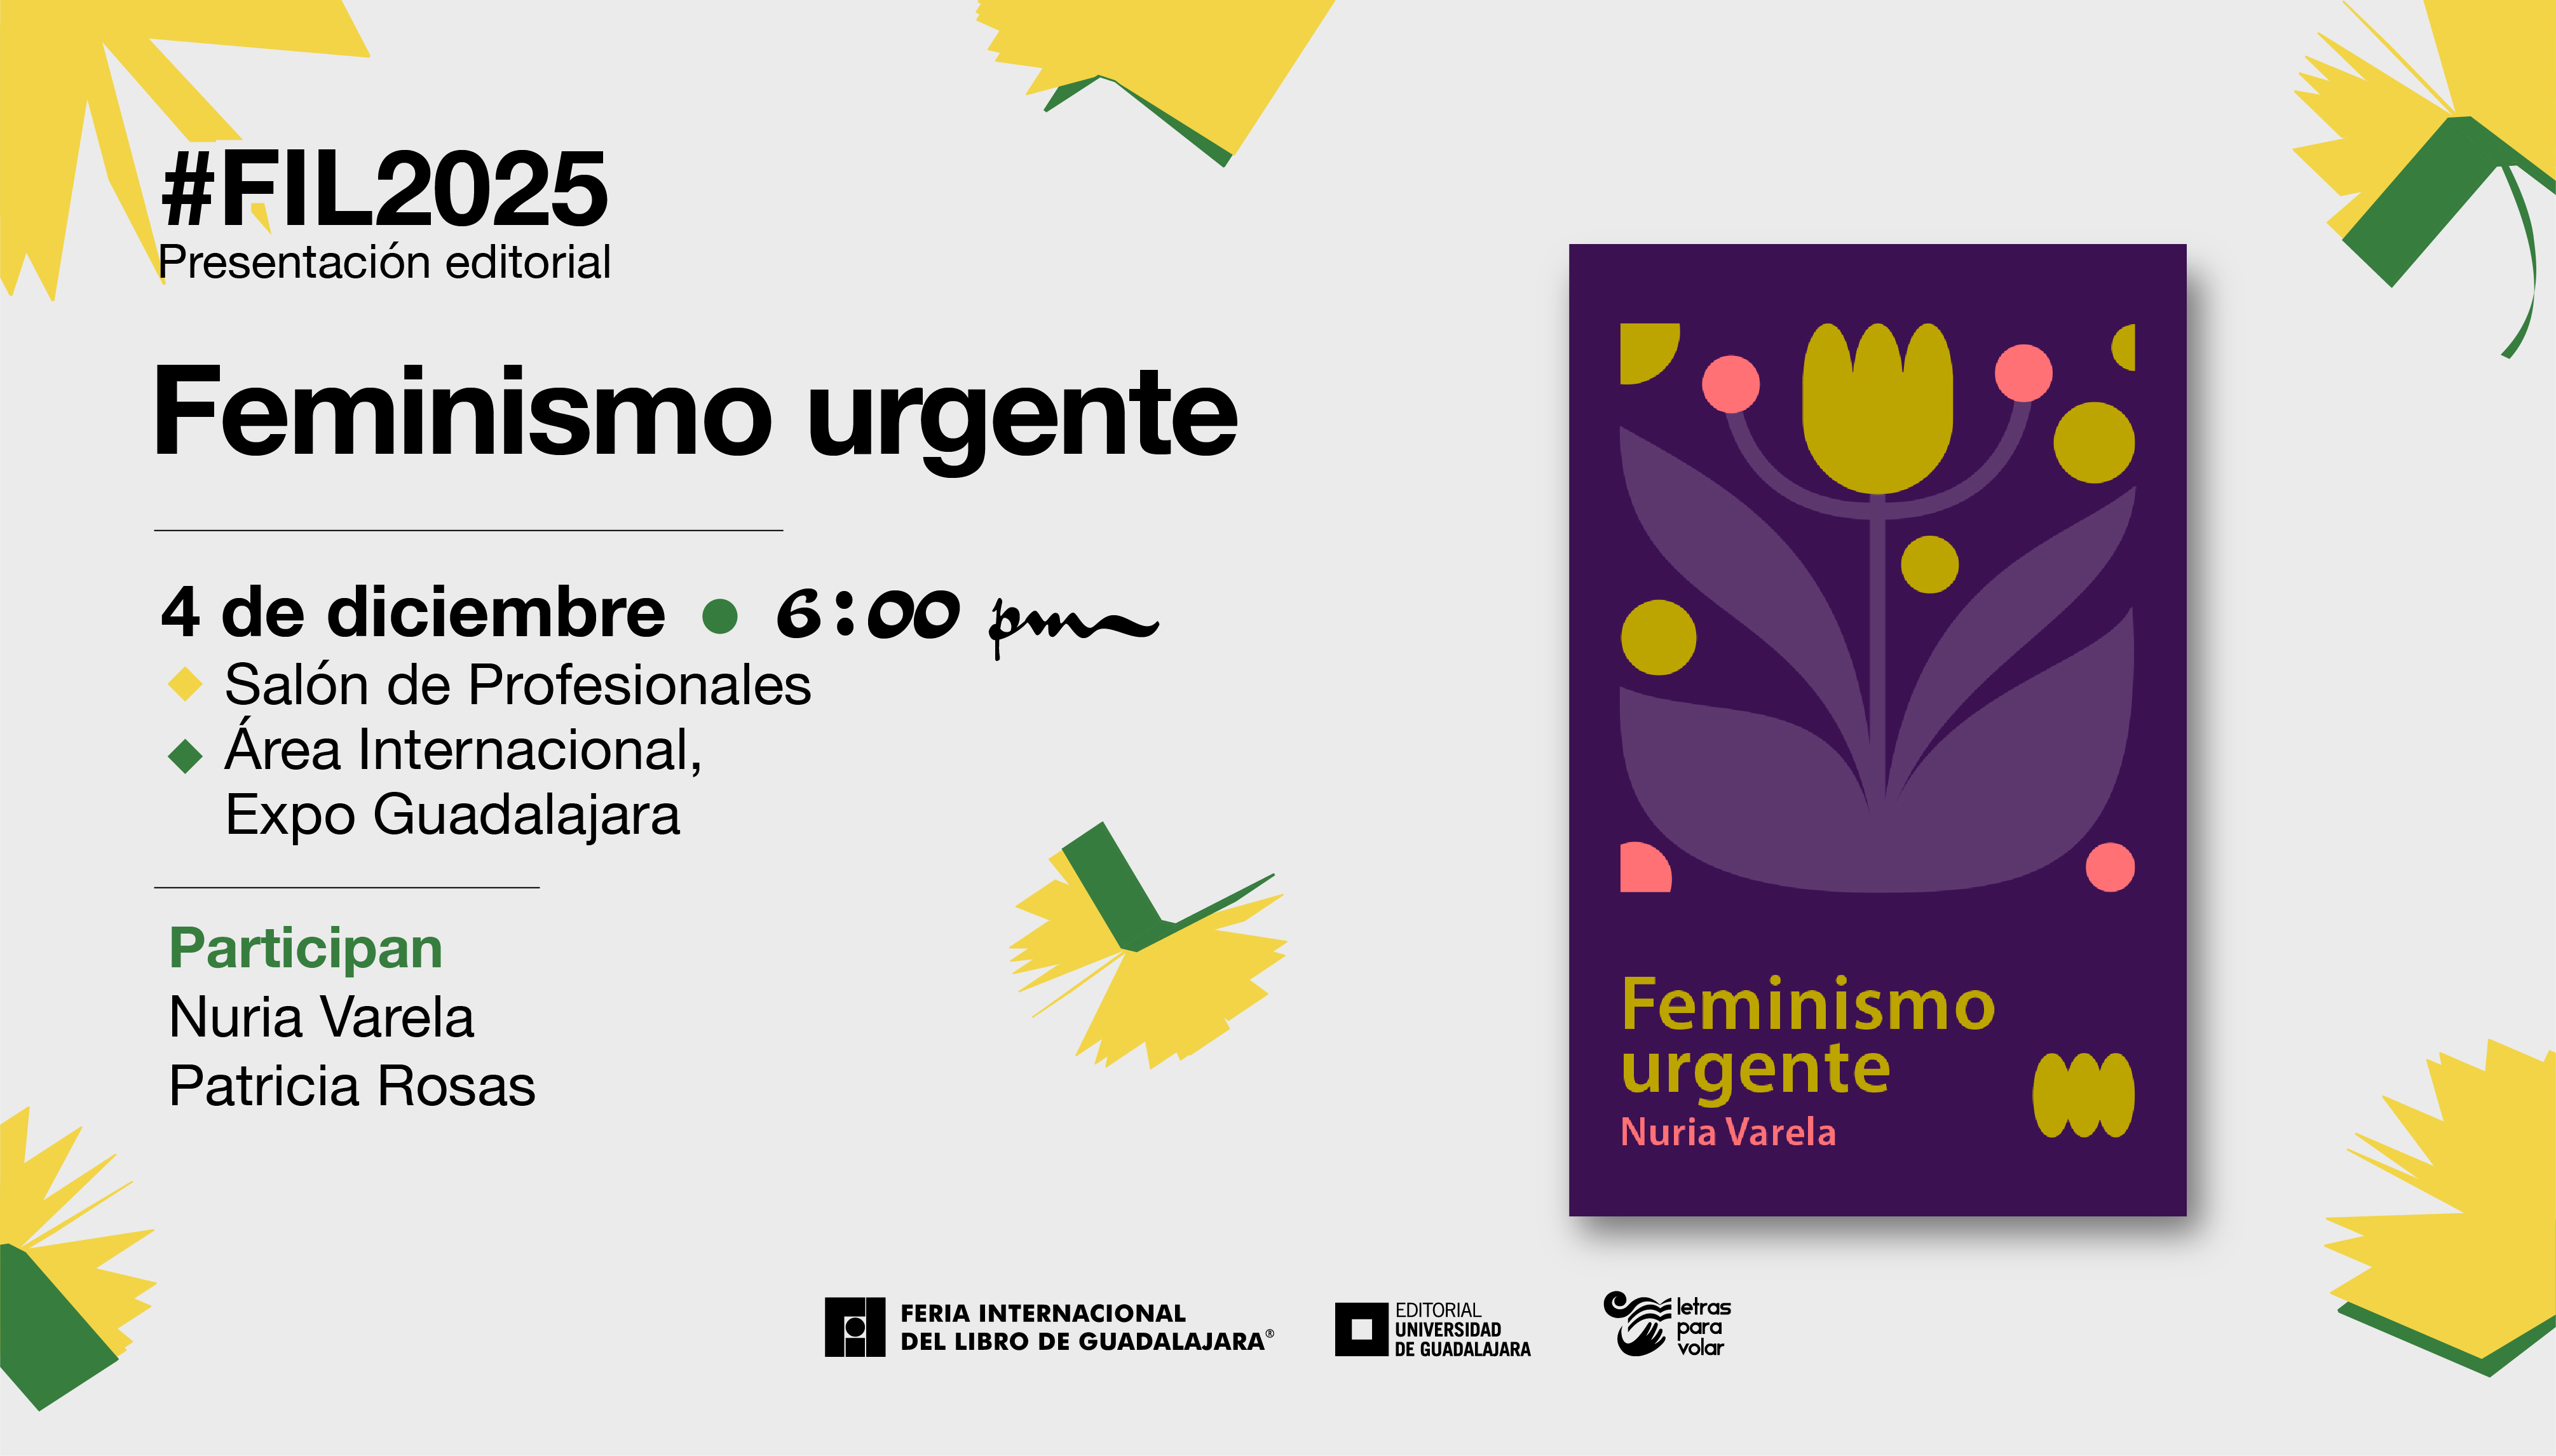 #FIL2025
Presentación editorial
Feminismo urgente
4 de diciembre ● 6:00 pm
Salón de Profesionales
Área Internacional,
Expo Guadalajara
Participan
Nuria Varela
Patricia Rosas
Feminismo
urgente
Nuria Varela
FERIA INTERNACIONAL
DEL LIBRO DE GUADALAJARA®
EDITORIAL
UNIVERSIDAD
DE GUADALAJARA
letras
para
volar